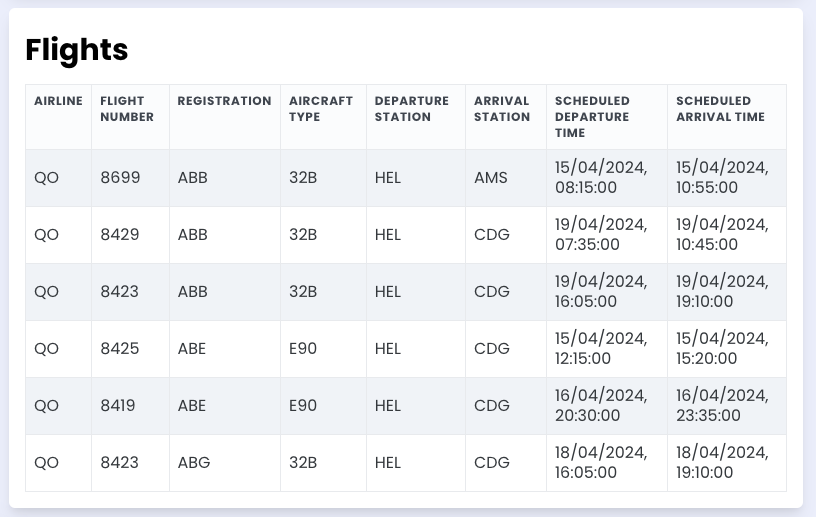 Flights
AIRLINE FLIGHT NUMBER REGISTRATION AIRCRAFT TYPE DEPARTURE STATION ARRIVAL STATION SCHEDULED DEPARTURE TIME SCHEDULED ARRIVAL TIME
QO 8699 ABB 32B HEL AMS 15/04/2024, 08:15:00 15/04/2024, 10:55:00
QO 8429 ABB 32B HEL CDG 19/04/2024, 07:35:00 19/04/2024, 10:45:00
QO 8423 ABB 32B HEL CDG 19/04/2024, 16:05:00 19/04/2024, 19:10:00
QO 8425 ABE E90 HEL CDG 15/04/2024, 12:15:00 15/04/2024, 15:20:00
QO 8419 ABE E90 HEL CDG 16/04/2024, 20:30:00 16/04/2024, 23:35:00
QO 8423 ABG 32B HEL CDG 18/04/2024, 16:05:00 18/04/2024, 19:10:00